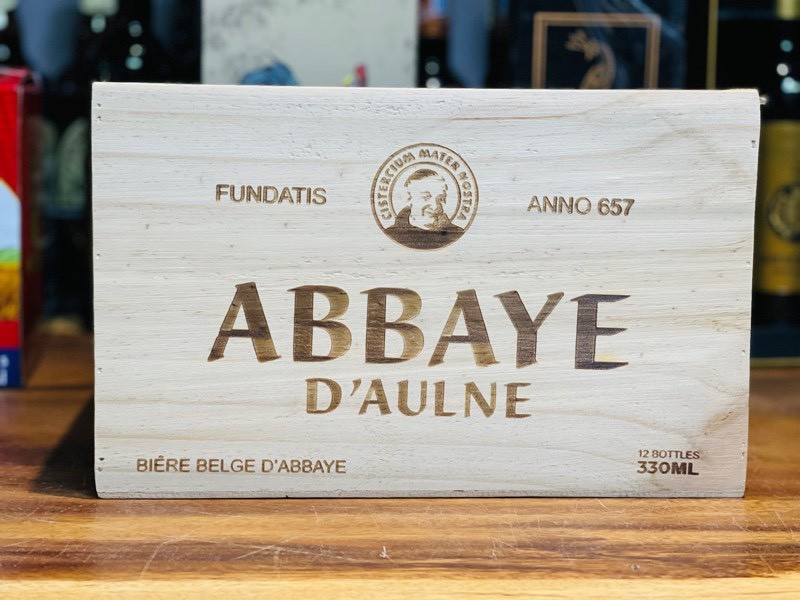 CISTERCIUM MATER NOSTRA
FUNDATIS
ANNO 657
ABBAYE
D'AULNE
BIÈRE BELGE D'ABBAYE
12 BOTTLES
330ML